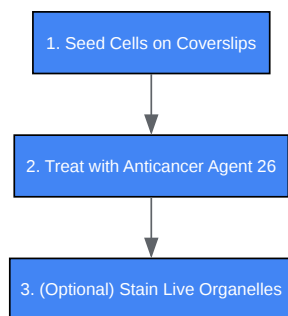 1. Seed Cells on Coverslips
2. Treat with Anticancer Agent 26
3. (Optional) Stain Live Organelles